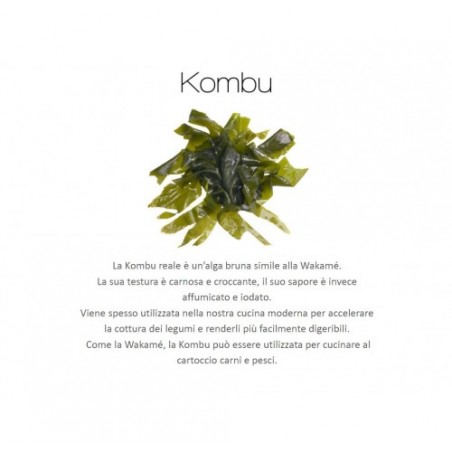 Kombu
La Kombu reale è un'alga bruna simile alla Wakamé.
La sua testura è carnosa e croccante, il suo sapore è invece
affumicato e iodato.
Viene spesso utilizzata nella nostra cucina moderna per accelerare
la cottura dei legumi e renderli più facilmente digeribili.
Come la Wakamé, la Kombu può essere utilizzata per cucinare al
cartoccio carni e pesci.